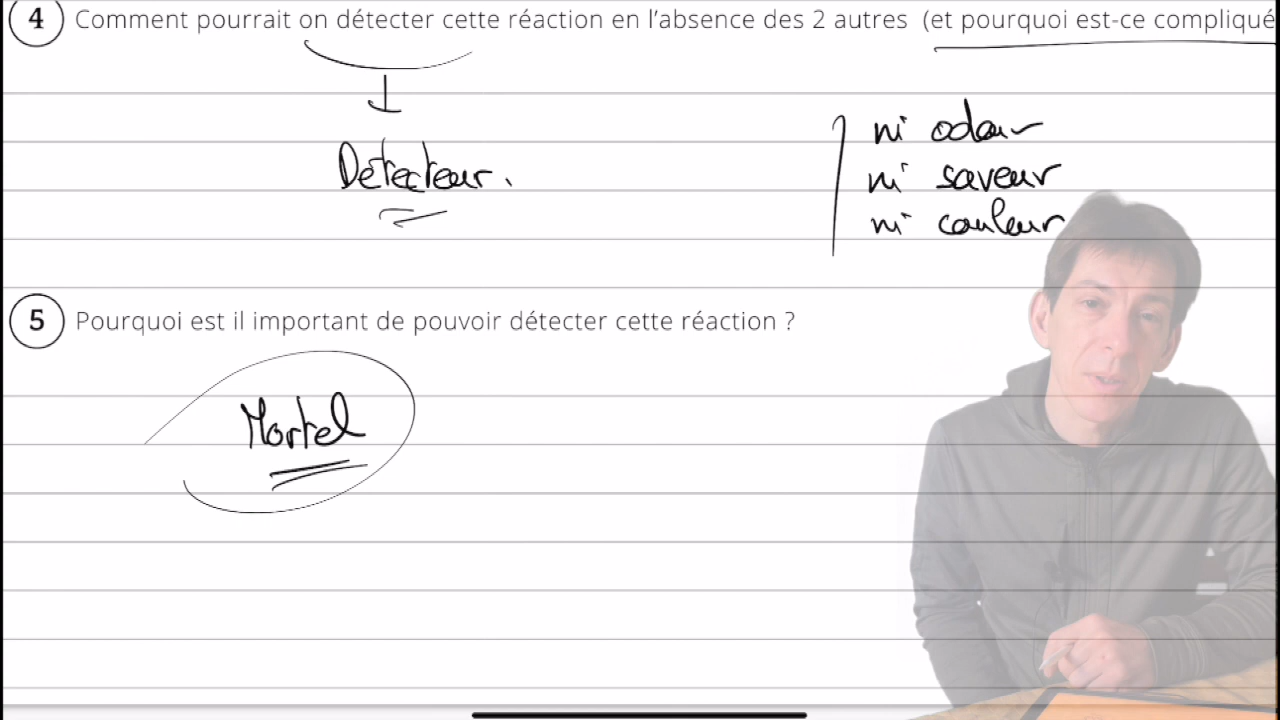 4 Comment pourrait on détecter cette réaction en l'absence des 2 autres (et pourquoi est-ce compliqué
ni odeur
Détecteur.
ni saveur
ni couleur
5 Pourquoi est il important de pouvoir détecter cette réaction ?
Mortel